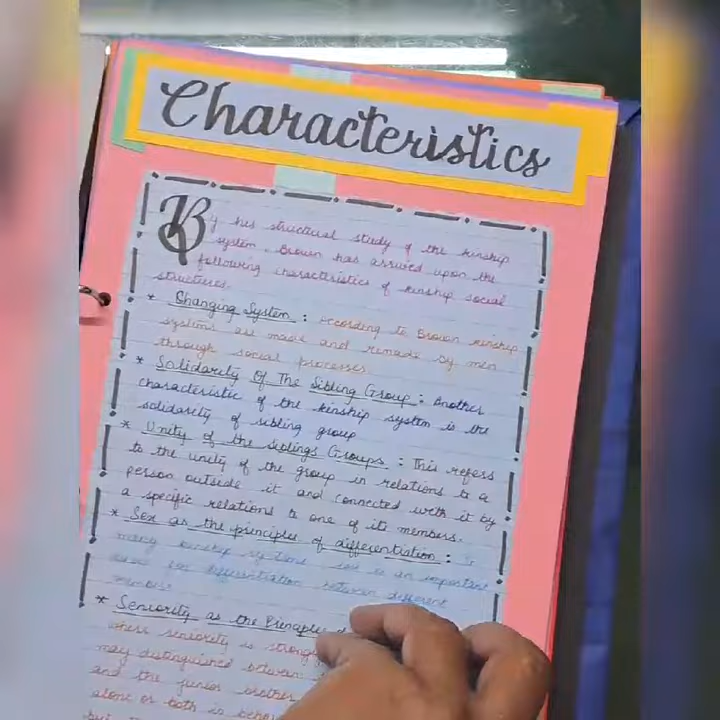 Characteristics
By his structural study of the kinship
system. Brown has arrived upon the
following characteristics of kinship social
structures.
* Changing System : According to Brown kinship
systems are made and remade by men
through social processes.
* Solidarity Of The Sibling Group : Another
characteristic of the kinship system is the
solidarity of sibling group
* Unity of the siblings Groups : This refers
to the unity of the group in relations to a
person outside it and connected with it by
a specific relations to one of its members.
* Sex as the principles of differentiation :
many kinship systems sex is an important
for differentiation between different
members.
* Seniority as the Principles
where seniority is strongly
may distinguished between
and the junior brother
alone or both is